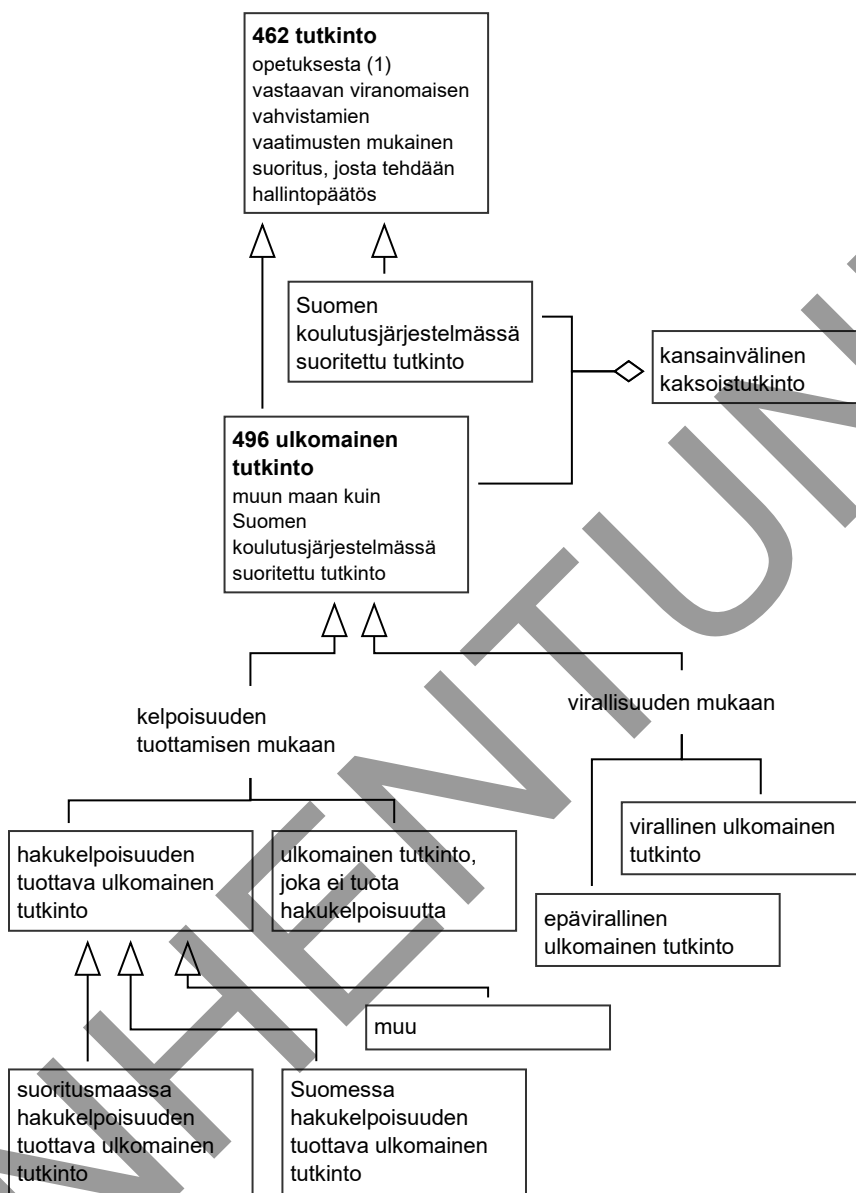 462 tutkinto
opetuksesta (1)
vastaavan viranomaisen
vahvistamien
vaatimusten mukainen
suoritus, josta tehdään
hallintopäätös
Suomen
koulutusjärjestelmässä
suoritettu tutkinto
kansainvälinen
kaksoistutkinto
496 ulkomainen
tutkinto
muun maan kuin
Suomen
koulutusjärjestelmässä
suoritettu tutkinto
kelpoisuuden
tuottamisen mukaan
virallisuuden mukaan
hakukelpoisuuden
tuottava ulkomainen
tutkinto
ulkomainen tutkinto,
joka ei tuota
hakukelpoisuutta
virallinen ulkomainen
tutkinto
epävirallinen
ulkomainen tutkinto
muu
suoritusmaassa
hakukelpoisuuden
tuottava ulkomainen
tutkinto
Suomessa
hakukelpoisuuden
tuottava ulkomainen
tutkinto